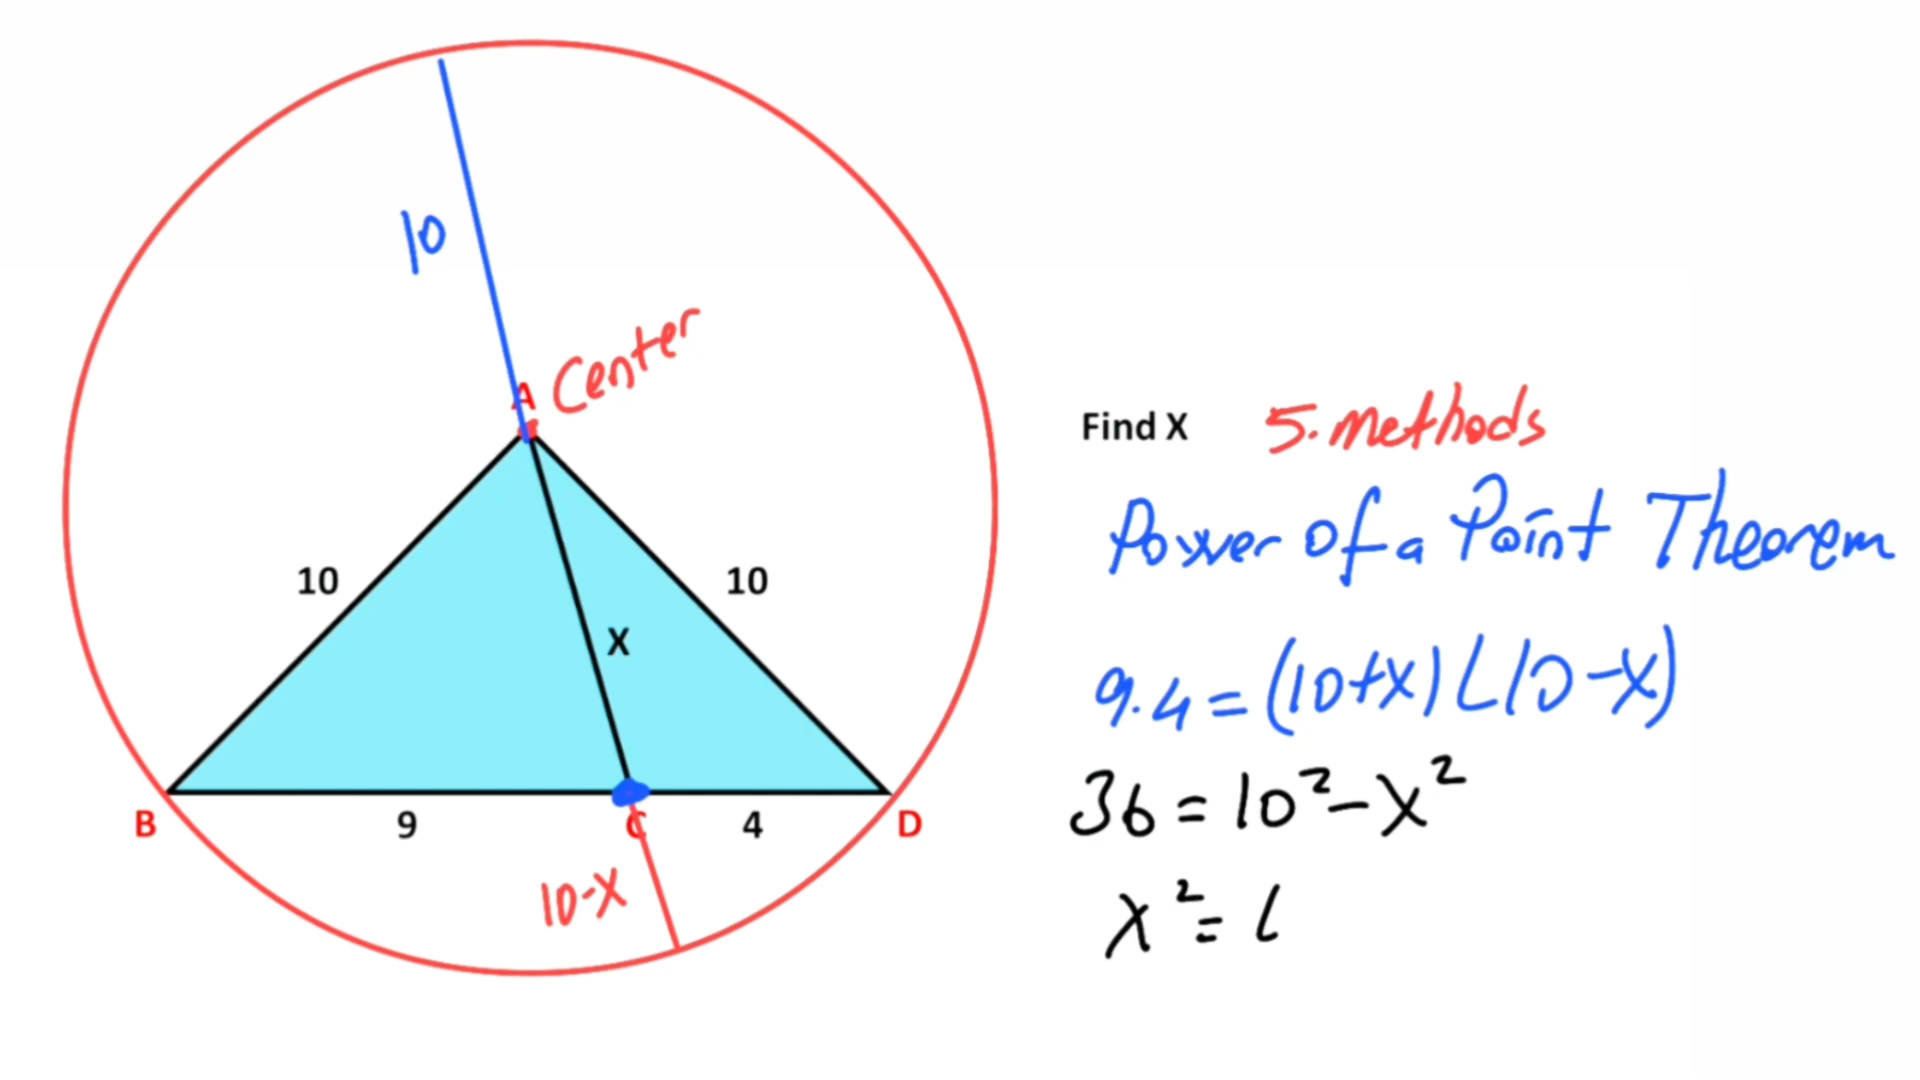 10
Center
A
Find X 5. methods
Power of a Point Theorem
10
10
X
9.4 = (10+X) (10-X)
36 = 10² - X²
B
9
C
4
D
10-X
X² =